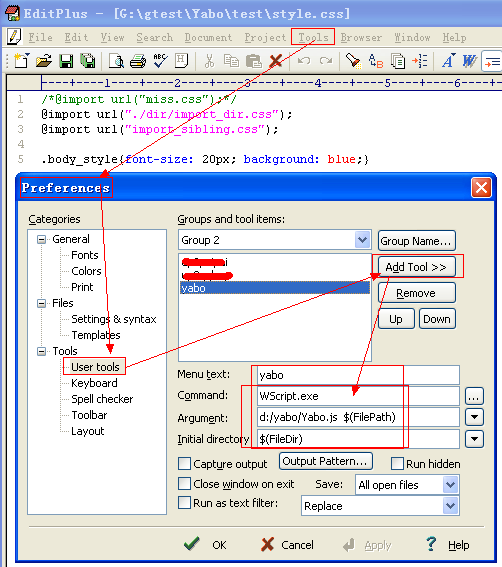 EditPlus - [G:\gtest\Yabo\test\style.css]
File Edit View Search Document Project Tools Browser Window Help
----+----1----+----2----+----3----+----4----+----5----+----6---
1 /*@import url("miss.css");*/
2 @import url("./dir/import_dir.css");
3 @import url("import_sibling.css");
4
5 .body_style{font-size: 20px; background: blue;}
Preferences
Categories
General
Fonts
Colors
Print
Files
Settings & syntax
Templates
Tools
User tools
Keyboard
Spell checker
Toolbar
Layout
Groups and tool items:
Group 2
Group Name...
yabo
Add Tool >>
Remove
Up Down
Menu text: yabo
Command: WScript.exe ...
Argument: d:/yabo/Yabo.js $(FilePath)
Initial directory $(FileDir)
Capture output Output Pattern... Run hidden
Close window on exit Save: All open files
Run as text filter: Replace
OK Cancel Apply Help